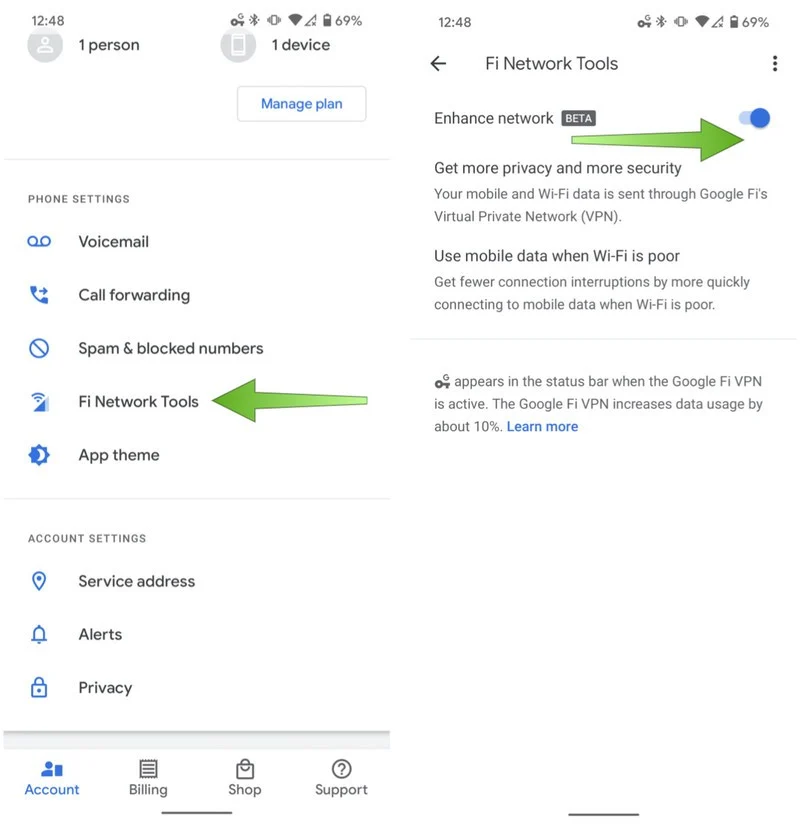 12:48
69%
1 person
1 device
Manage plan
PHONE SETTINGS
Voicemail
Call forwarding
Spam & blocked numbers
Fi Network Tools
App theme
ACCOUNT SETTINGS
Service address
Alerts
Privacy
Account
Billing
Shop
Support
12:48
69%
Fi Network Tools
Enhance network BETA
Get more privacy and more security
Your mobile and Wi-Fi data is sent through Google Fi's
Virtual Private Network (VPN).
Use mobile data when Wi-Fi is poor
Get fewer connection interruptions by more quickly
connecting to mobile data when Wi-Fi is poor.
appears in the status bar when the Google Fi VPN
is active. The Google Fi VPN increases data usage by
about 10%. Learn more